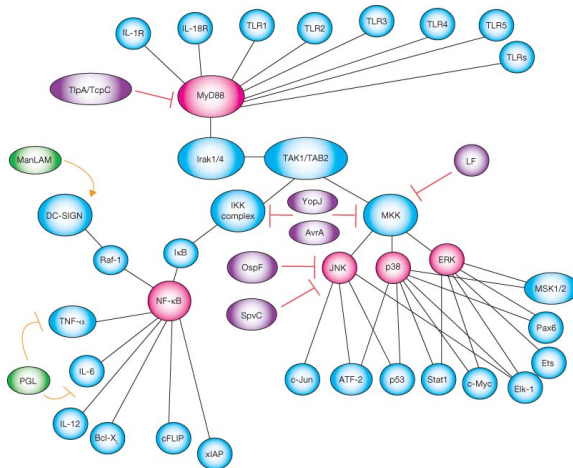 IL-1R
IL-18R
TLR1
TLR2
TLR3
TLR4
TLR5
TLRs
TlpA/TcpC
MyD88
ManLAM
Irak1/4
TAK1/TAB2
LF
DC-SIGN
IKK
complex
YopJ
AvrA
MKK
Raf-1
IκB
OspF
JNK
p38
ERK
MSK1/2
NF-κB
SpvC
TNF-α
Pax6
PGL
IL-6
Ets
c-Jun
ATF-2
p53
Stat1
c-Myc
Elk-1
IL-12
Bcl-XL
cFLIP
xIAP